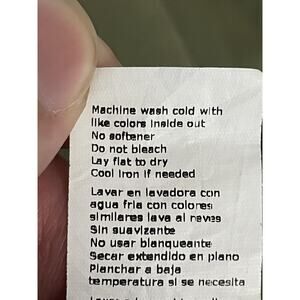 Machine wash cold with
like colors inside out
No softener
Do not bleach
Lay flat to dry
Cool iron if needed
Lavar en lavadora con
agua fria con colores
similares lava al reves
Sin suavizante
No usar blanqueante
Secar extendido en plano
Planchar a baja
temperatura si se necesita